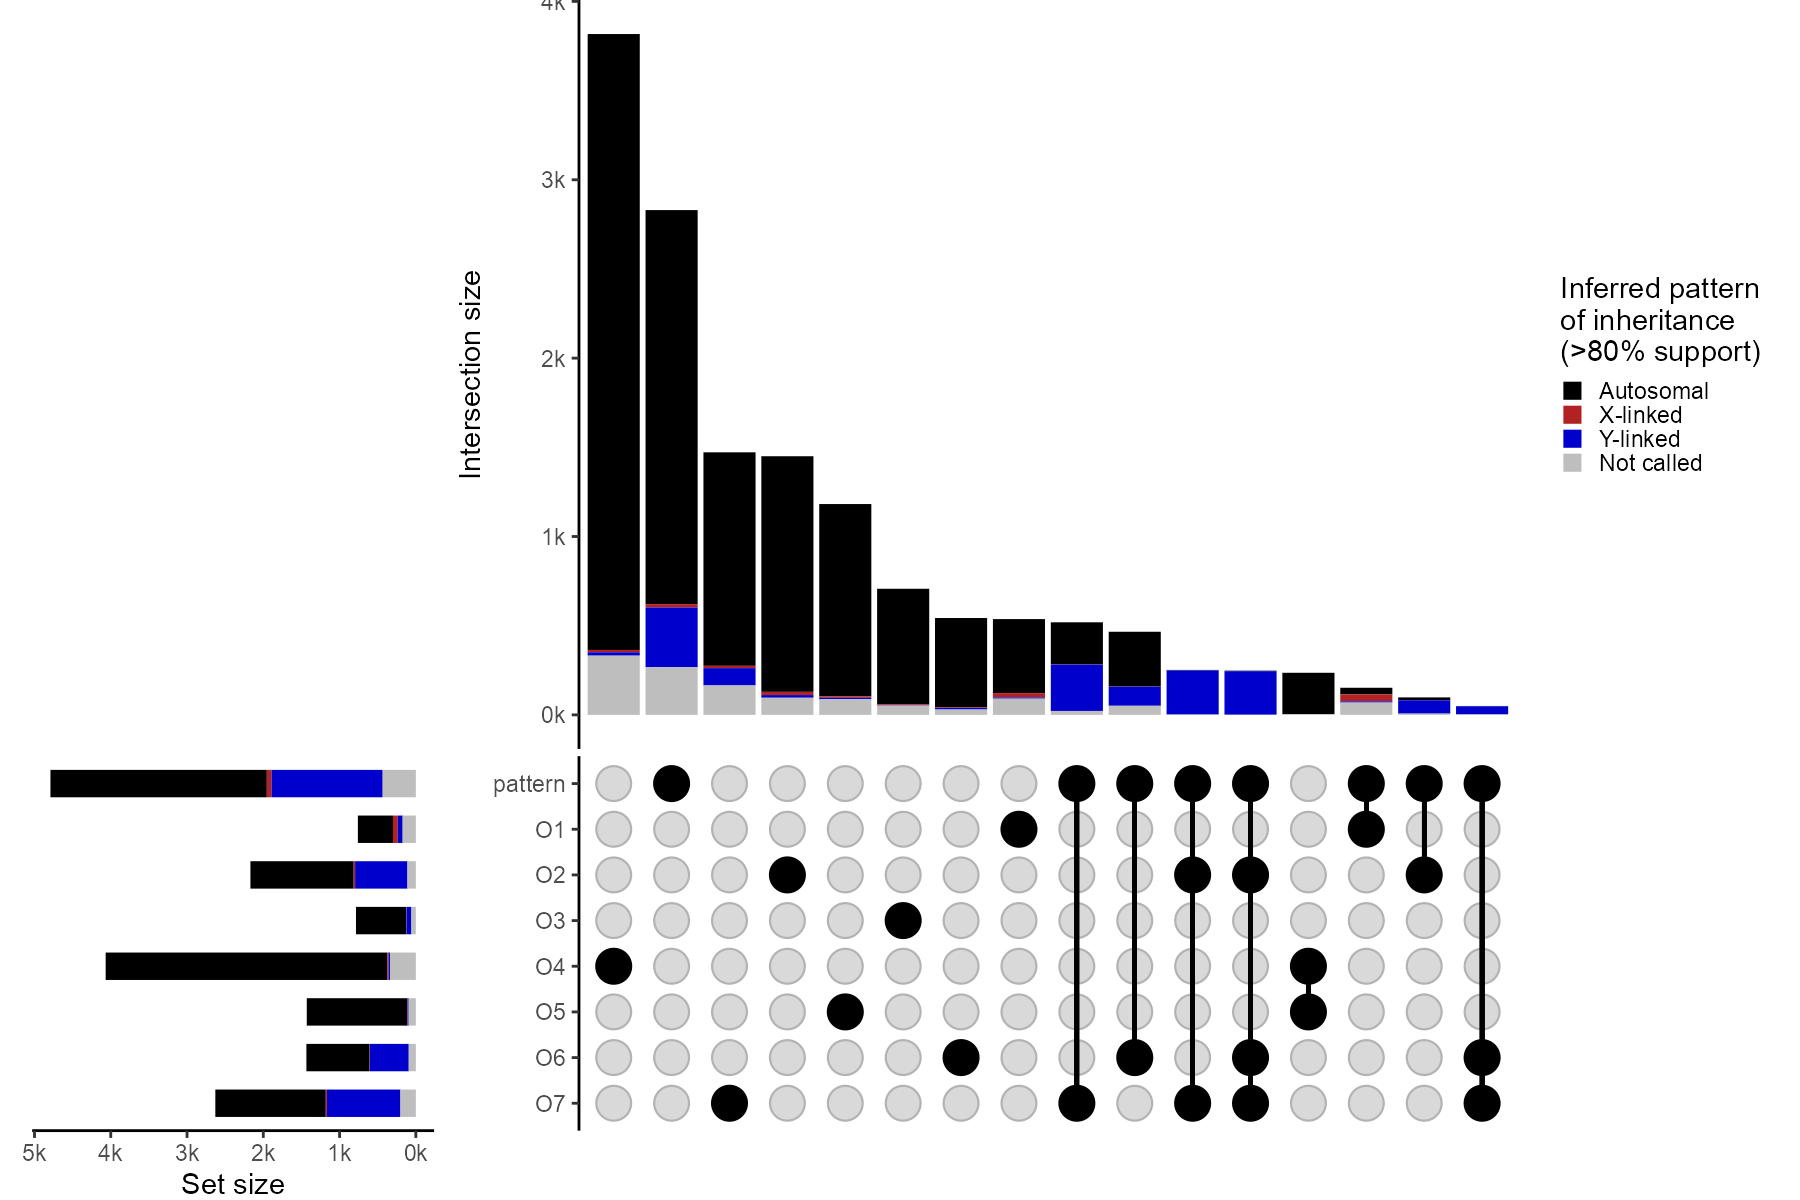 4k
3k
2k
1k
0k
Intersection size
Inferred pattern
of inheritance
(>80% support)
Autosomal
X-linked
Y-linked
Not called
pattern
O1
O2
O3
O4
O5
O6
O7
5k 4k 3k 2k 1k 0k
Set size